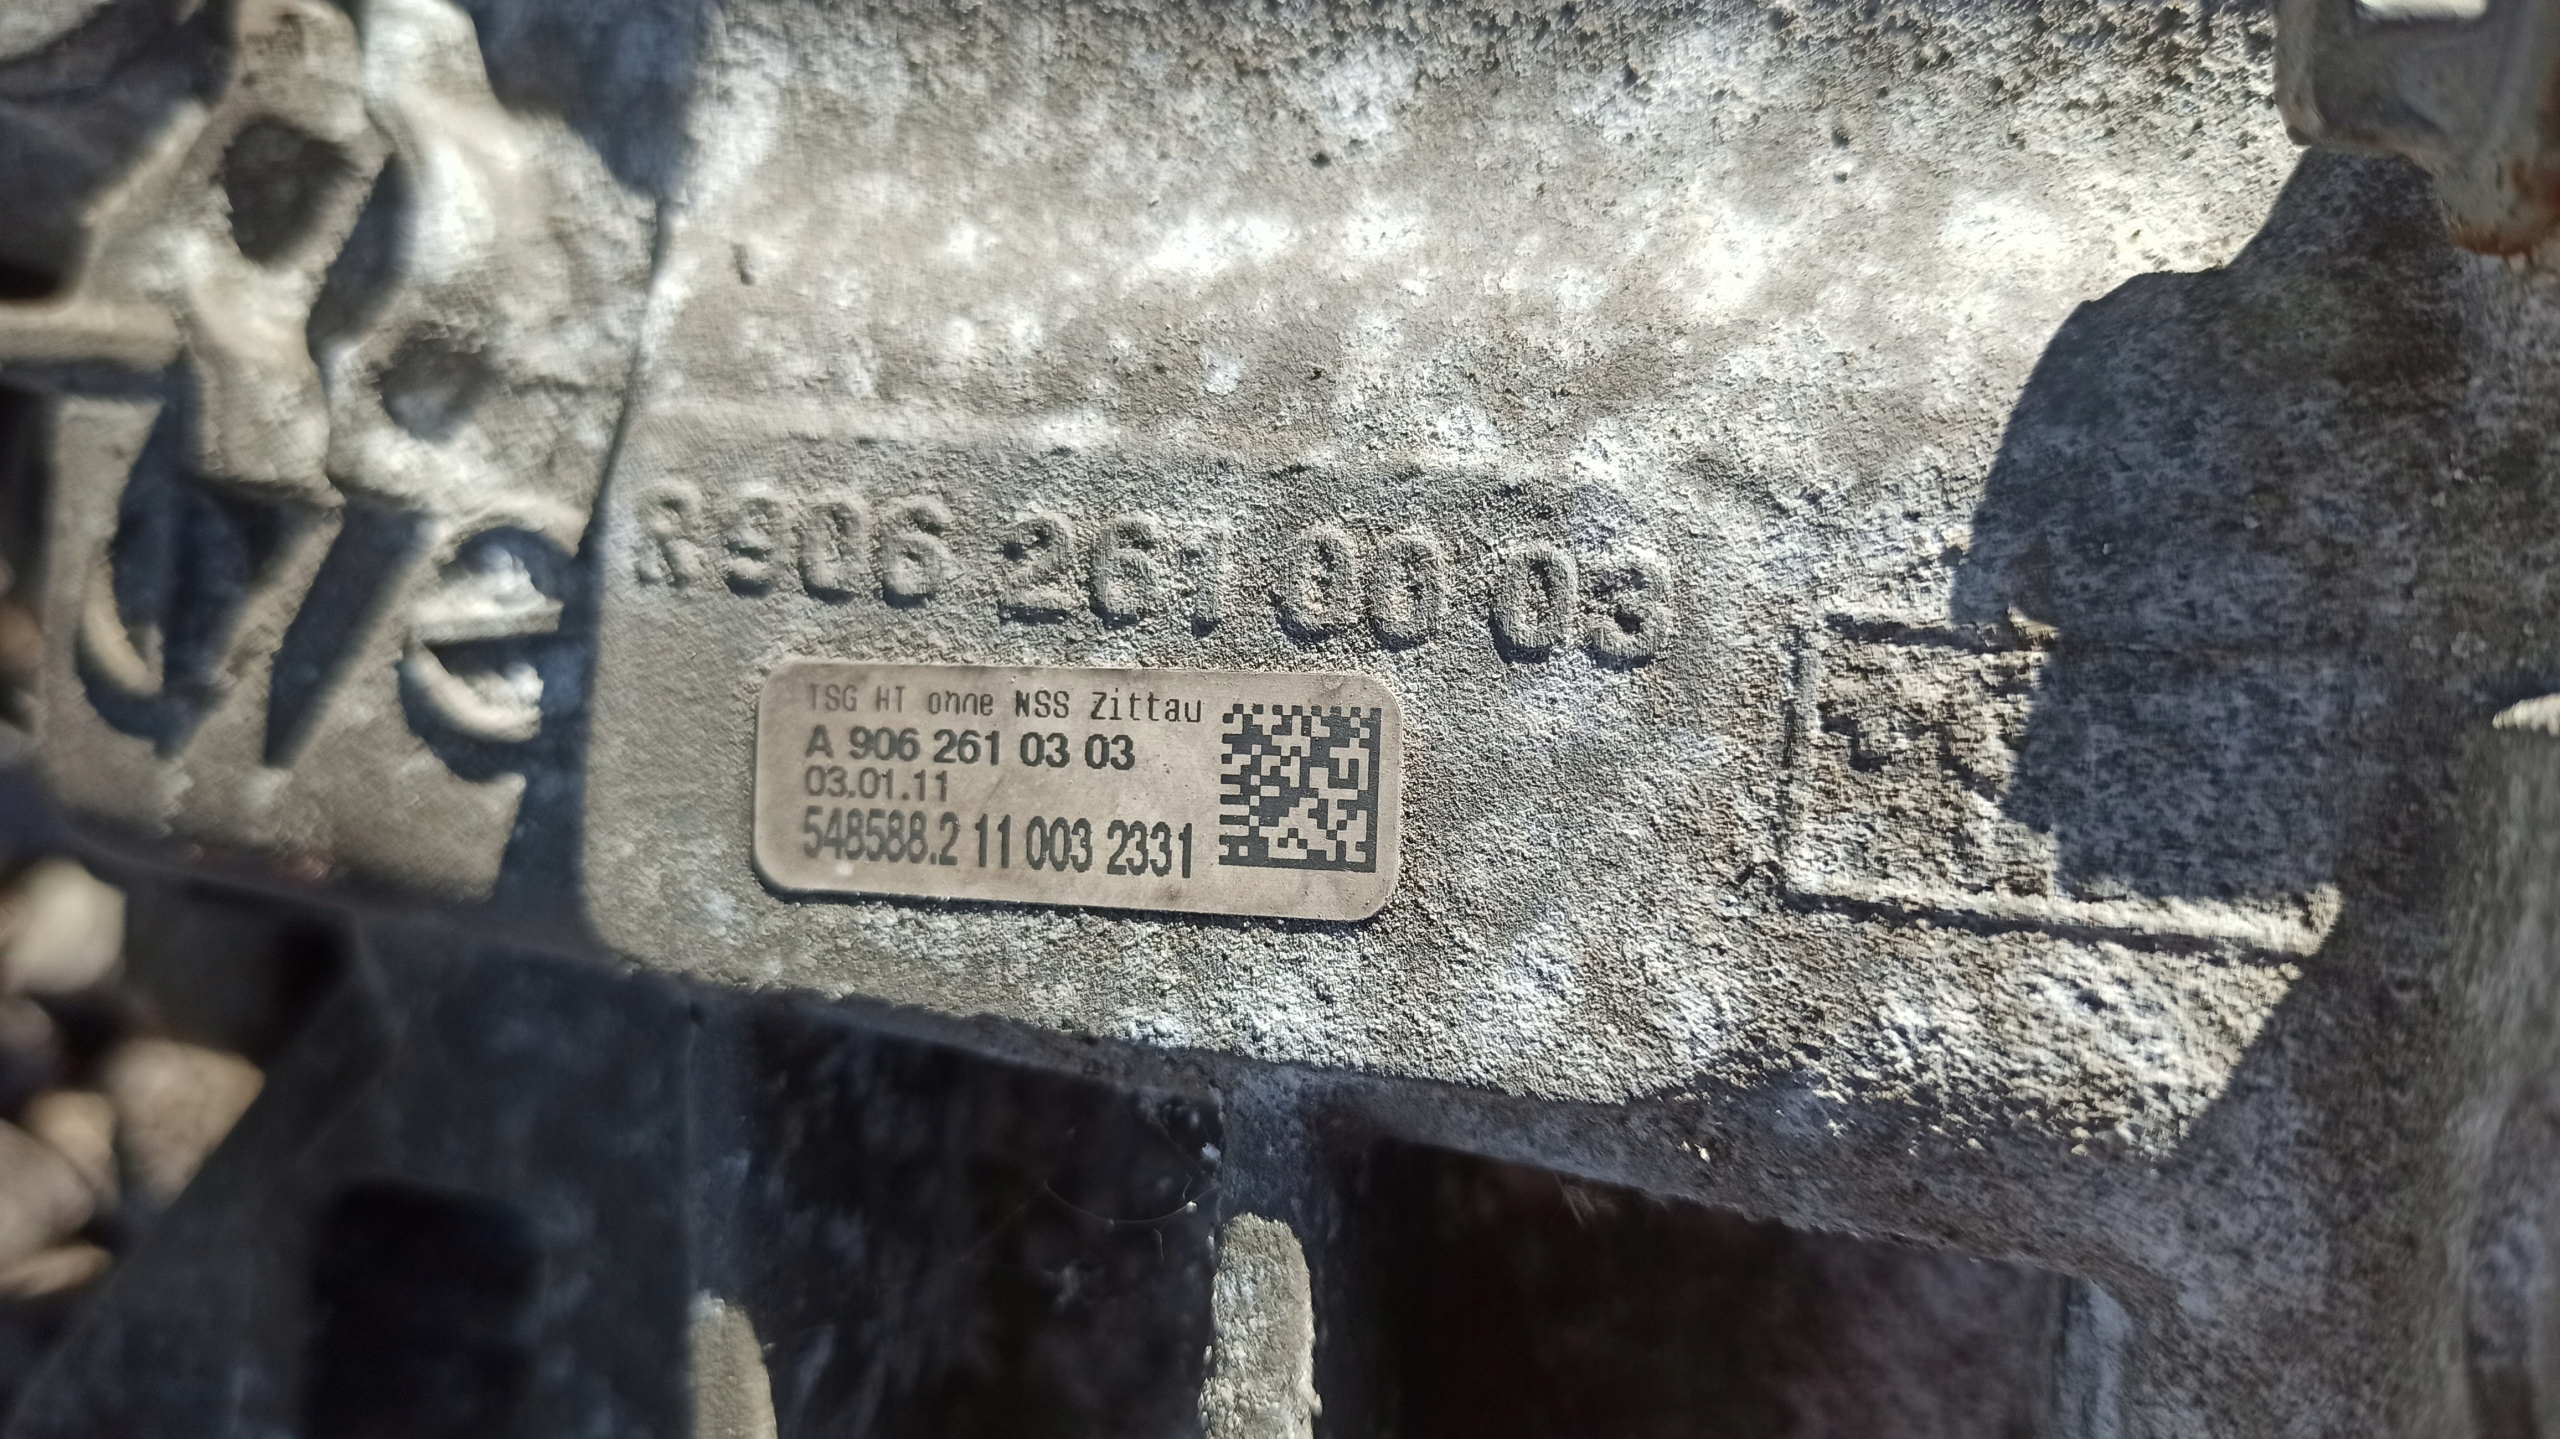 R 906 261 00 03
TSG HT ohne NSS Zittau
A 906 261 03 03
03.01.11
548588.2 11 003 2331